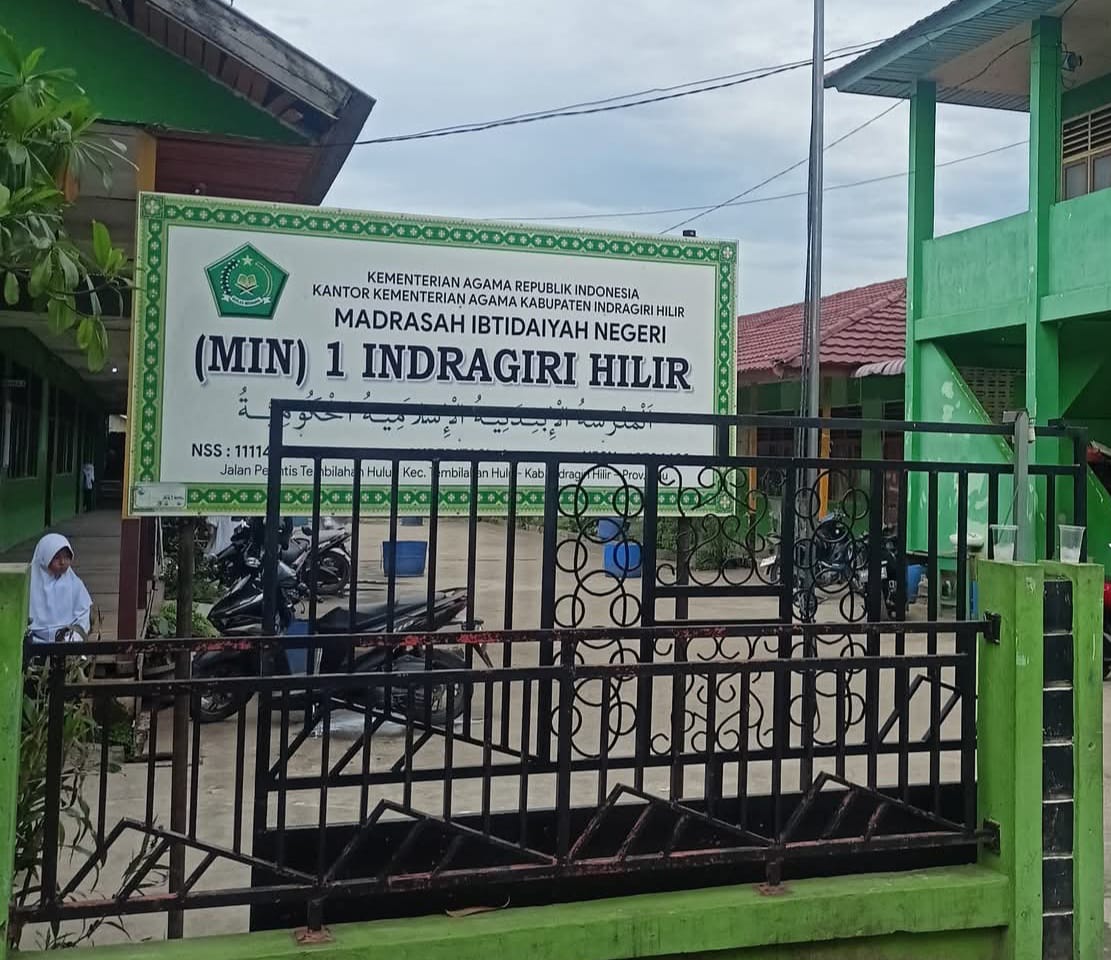 KEMENTERIAN AGAMA REPUBLIK INDONESIA
KANTOR KEMENTERIAN AGAMA KABUPATEN INDRAGIRI HILIR
MADRASAH IBTIDAIYAH NEGERI
(MIN) 1 INDRAGIRI HILIR
NSS : 11114
Jalan Tembilahan Hulu, Kec. Tembilahan Hulu - Kab. Indragiri Hilir - Prov.